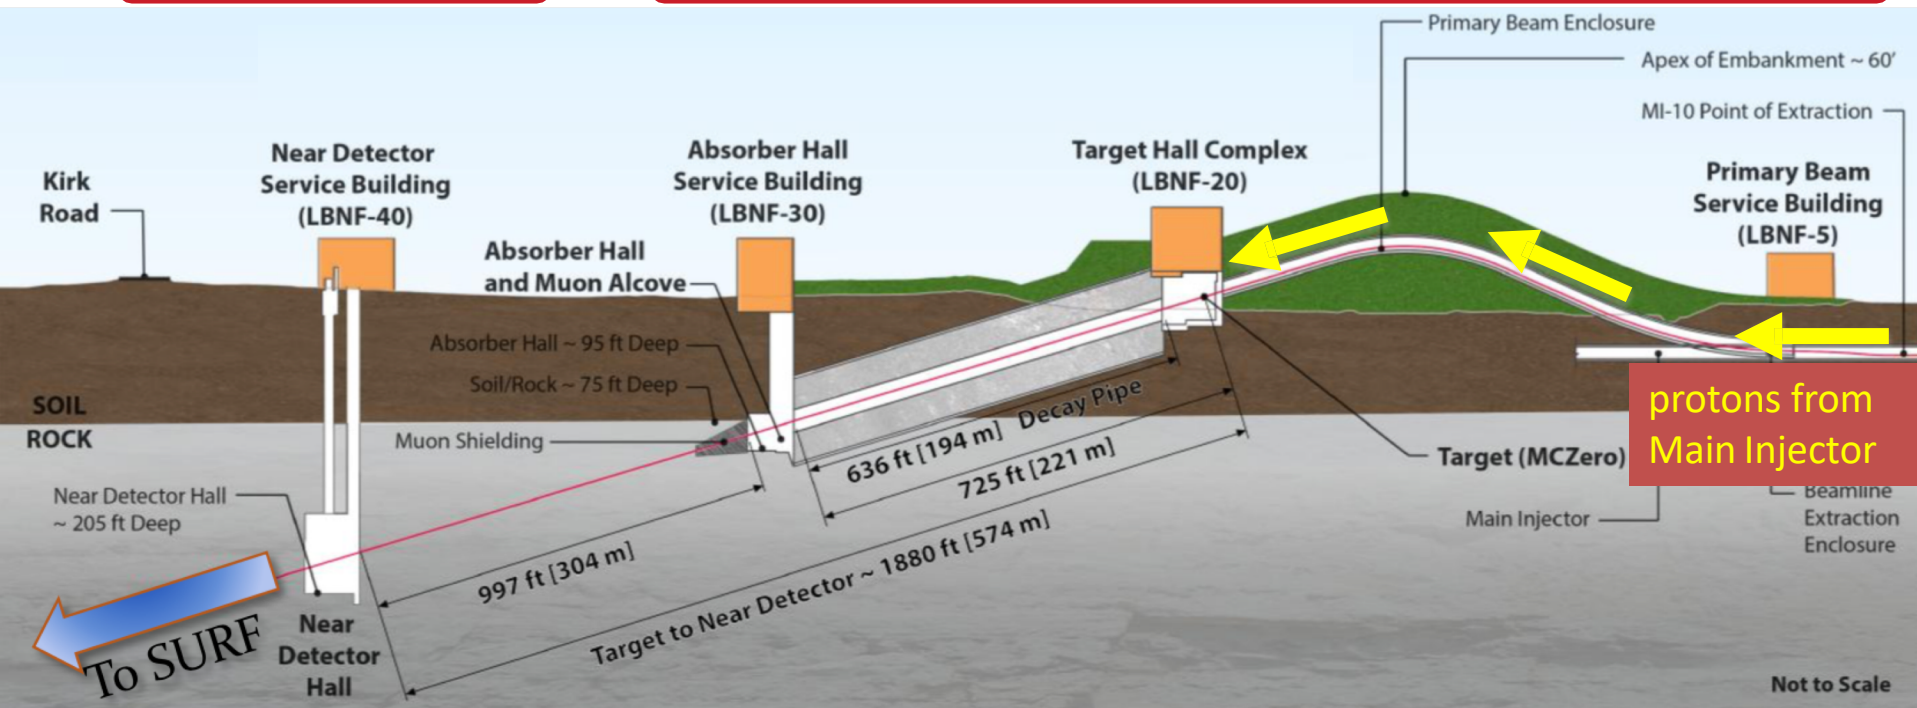 Primary Beam Enclosure
Apex of Embankment ~ 60'
MI-10 Point of Extraction
Kirk
Road
Near Detector
Service Building
(LBNF-40)
Absorber Hall
Service Building
(LBNF-30)
Target Hall Complex
(LBNF-20)
Primary Beam
Service Building
(LBNF-5)
Absorber Hall
and Muon Alcove
Absorber Hall ~ 95 ft Deep
Soil/Rock ~ 75 ft Deep
SOIL
ROCK
Muon Shielding
Near Detector Hall
~ 205 ft Deep
636 ft [194 m] Decay Pipe
725 ft [221 m]
997 ft [304 m]
Target to Near Detector ~ 1880 ft [574 m]
Target (MCZero)
protons from
Main Injector
Main Injector
Beamline
Extraction
Enclosure
To SURF
Near
Detector
Hall
Not to Scale